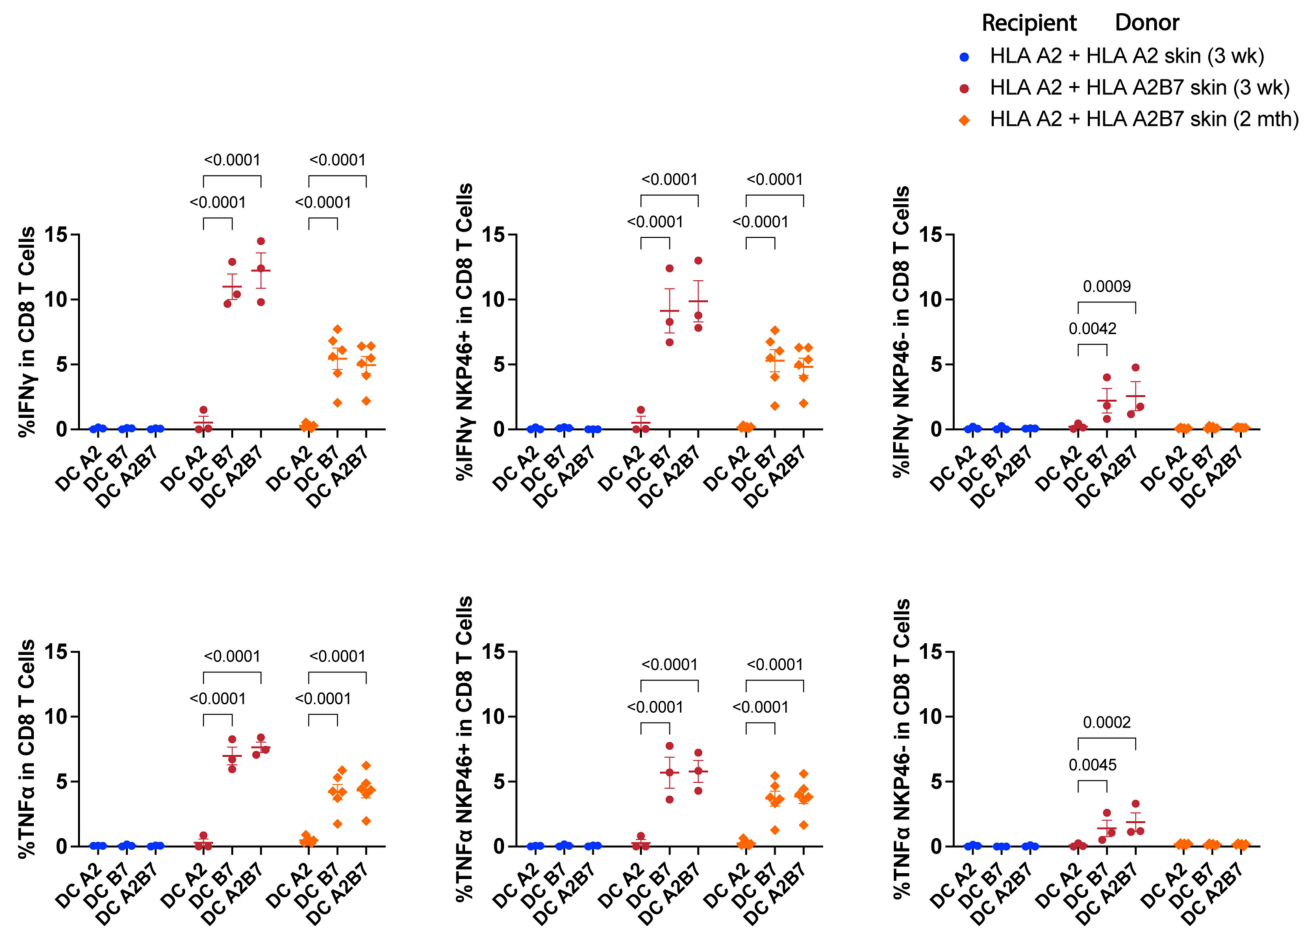 Recipient Donor
HLA A2 + HLA A2 skin (3 wk)
HLA A2 + HLA A2B7 skin (3 wk)
HLA A2 + HLA A2B7 skin (2 mth)
%IFNγ in CD8 T Cells
15
10
5
0
<0.0001
<0.0001
<0.0001
<0.0001
DC A2
DC B7
DC A2B7
DC A2
DC B7
DC A2B7
DC A2
DC B7
DC A2B7
%IFNγ NKP46+ in CD8 T Cells
15
10
5
0
<0.0001
<0.0001
<0.0001
<0.0001
DC A2
DC B7
DC A2B7
DC A2
DC B7
DC A2B7
DC A2
DC B7
DC A2B7
%IFNγ NKP46- in CD8 T Cells
15
10
5
0
0.0009
0.0042
DC A2
DC B7
DC A2B7
DC A2
DC B7
DC A2B7
DC A2
DC B7
DC A2B7
%TNFα in CD8 T Cells
15
10
5
0
<0.0001
<0.0001
<0.0001
<0.0001
DC A2
DC B7
DC A2B7
DC A2
DC B7
DC A2B7
DC A2
DC B7
DC A2B7
%TNFα NKP46+ in CD8 T Cells
15
10
5
0
<0.0001
<0.0001
<0.0001
<0.0001
DC A2
DC B7
DC A2B7
DC A2
DC B7
DC A2B7
DC A2
DC B7
DC A2B7
%TNFα NKP46- in CD8 T Cells
15
10
5
0
0.0002
0.0045
DC A2
DC B7
DC A2B7
DC A2
DC B7
DC A2B7
DC A2
DC B7
DC A2B7